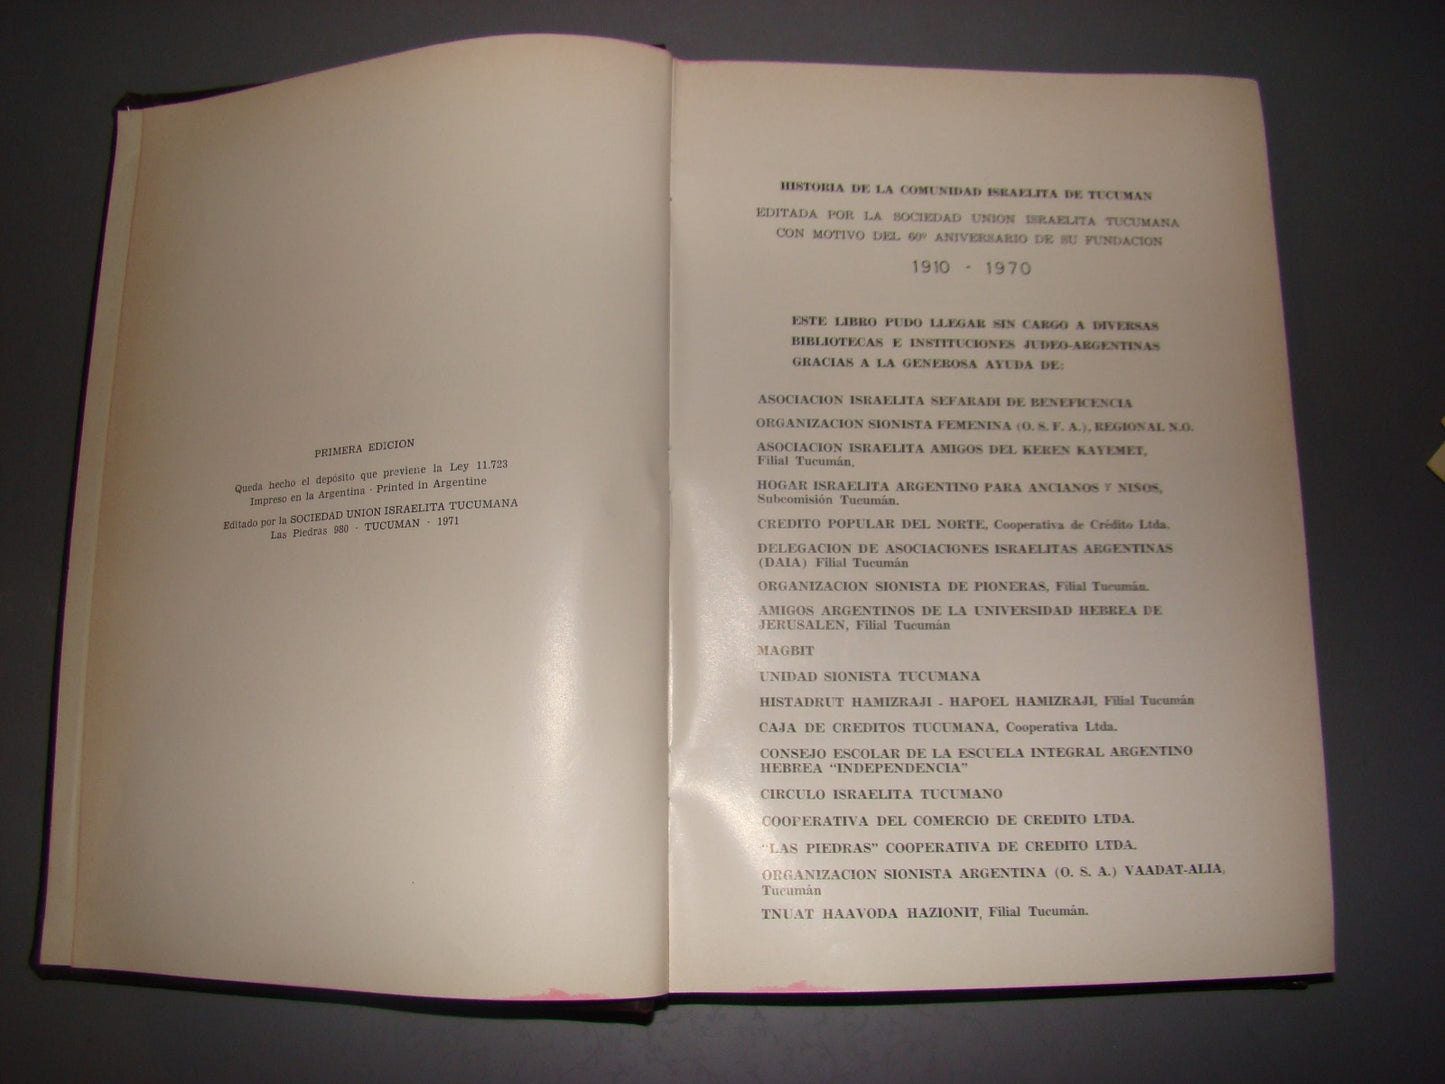 PRIMERA EDICION
Queda hecho el depósito que previene la Ley 11.723
Impreso en la Argentina - Printed in Argentine
Editado por la SOCIEDAD UNION ISRAELITA TUCUMANA
Las Piedras 980 - TUCUMAN - 1971
HISTORIA DE LA COMUNIDAD ISRAELITA DE TUCUMAN
EDITADA POR LA SOCIEDAD UNION ISRAELITA TUCUMANA
CON MOTIVO DEL 60º ANIVERSARIO DE SU FUNDACION
1910 - 1970
ESTE LIBRO PUDO LLEGAR SIN CARGO A DIVERSAS
BIBLIOTECAS E INSTITUCIONES JUDEO-ARGENTINAS
GRACIAS A LA GENEROSA AYUDA DE:
ASOCIACION ISRAELITA SEFARADI DE BENEFICENCIA
ORGANIZACION SIONISTA FEMENINA (O. S. F. A.), REGIONAL N.O.
ASOCIACION ISRAELITA AMIGOS DEL KEREN KAYEMET,
Filial Tucumán.
HOGAR ISRAELITA ARGENTINO PARA ANCIANOS Y NIÑOS,
Subcomisión Tucumán.
CREDITO POPULAR DEL NORTE, Cooperativa de Crédito Ltda.
DELEGACION DE ASOCIACIONES ISRAELITAS ARGENTINAS
(DAIA) Filial Tucumán
ORGANIZACION SIONISTA DE PIONERAS, Filial Tucumán.
AMIGOS ARGENTINOS DE LA UNIVERSIDAD HEBREA DE
JERUSALEN, Filial Tucumán
MAGBIT
UNIDAD SIONISTA TUCUMANA
HISTADRUT HAMIZRAJI - HAPOEL HAMIZRAJI, Filial Tucumán
CAJA DE CREDITOS TUCUMANA, Cooperativa Ltda.
CONSEJO ESCOLAR DE LA ESCUELA INTEGRAL ARGENTINO
HEBREA "INDEPENDENCIA"
CIRCULO ISRAELITA TUCUMANO
COOPERATIVA DEL COMERCIO DE CREDITO LTDA.
"LAS PIEDRAS" COOPERATIVA DE CREDITO LTDA.
ORGANIZACION SIONISTA ARGENTINA (O. S. A.) VAADAT-ALIA,
Tucumán
TNUAT HAAVODA HAZIONIT, Filial Tucumán.